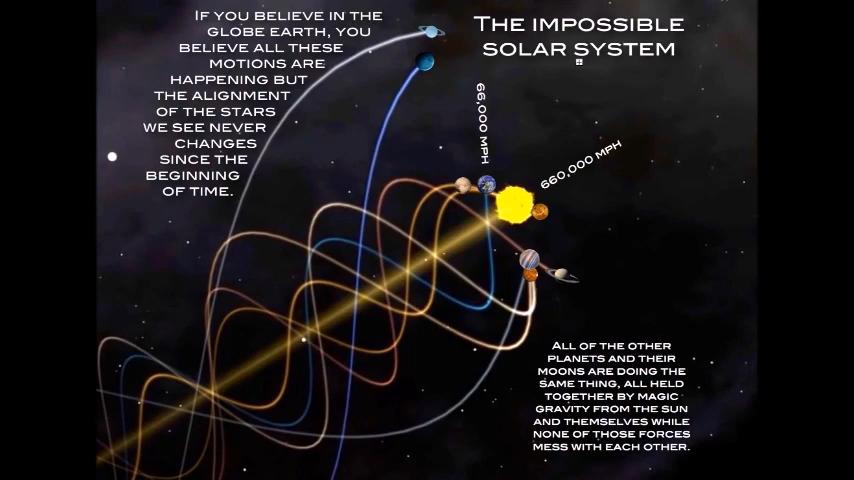 IF YOU BELIEVE IN THE
GLOBE EARTH, YOU
BELIEVE ALL THESE
MOTIONS ARE
HAPPENING BUT
THE ALIGNMENT
OF THE STARS
WE SEE NEVER
CHANGES
SINCE THE
BEGINNING
OF TIME.
THE IMPOSSIBLE
SOLAR SYSTEM
66,000 MPH
660,000 MPH
ALL OF THE OTHER
PLANETS AND THEIR
MOONS ARE DOING THE
SAME THING, ALL HELD
TOGETHER BY MAGIC
GRAVITY FROM THE SUN
AND THEMSELVES WHILE
NONE OF THOSE FORCES
MESS WITH EACH OTHER.